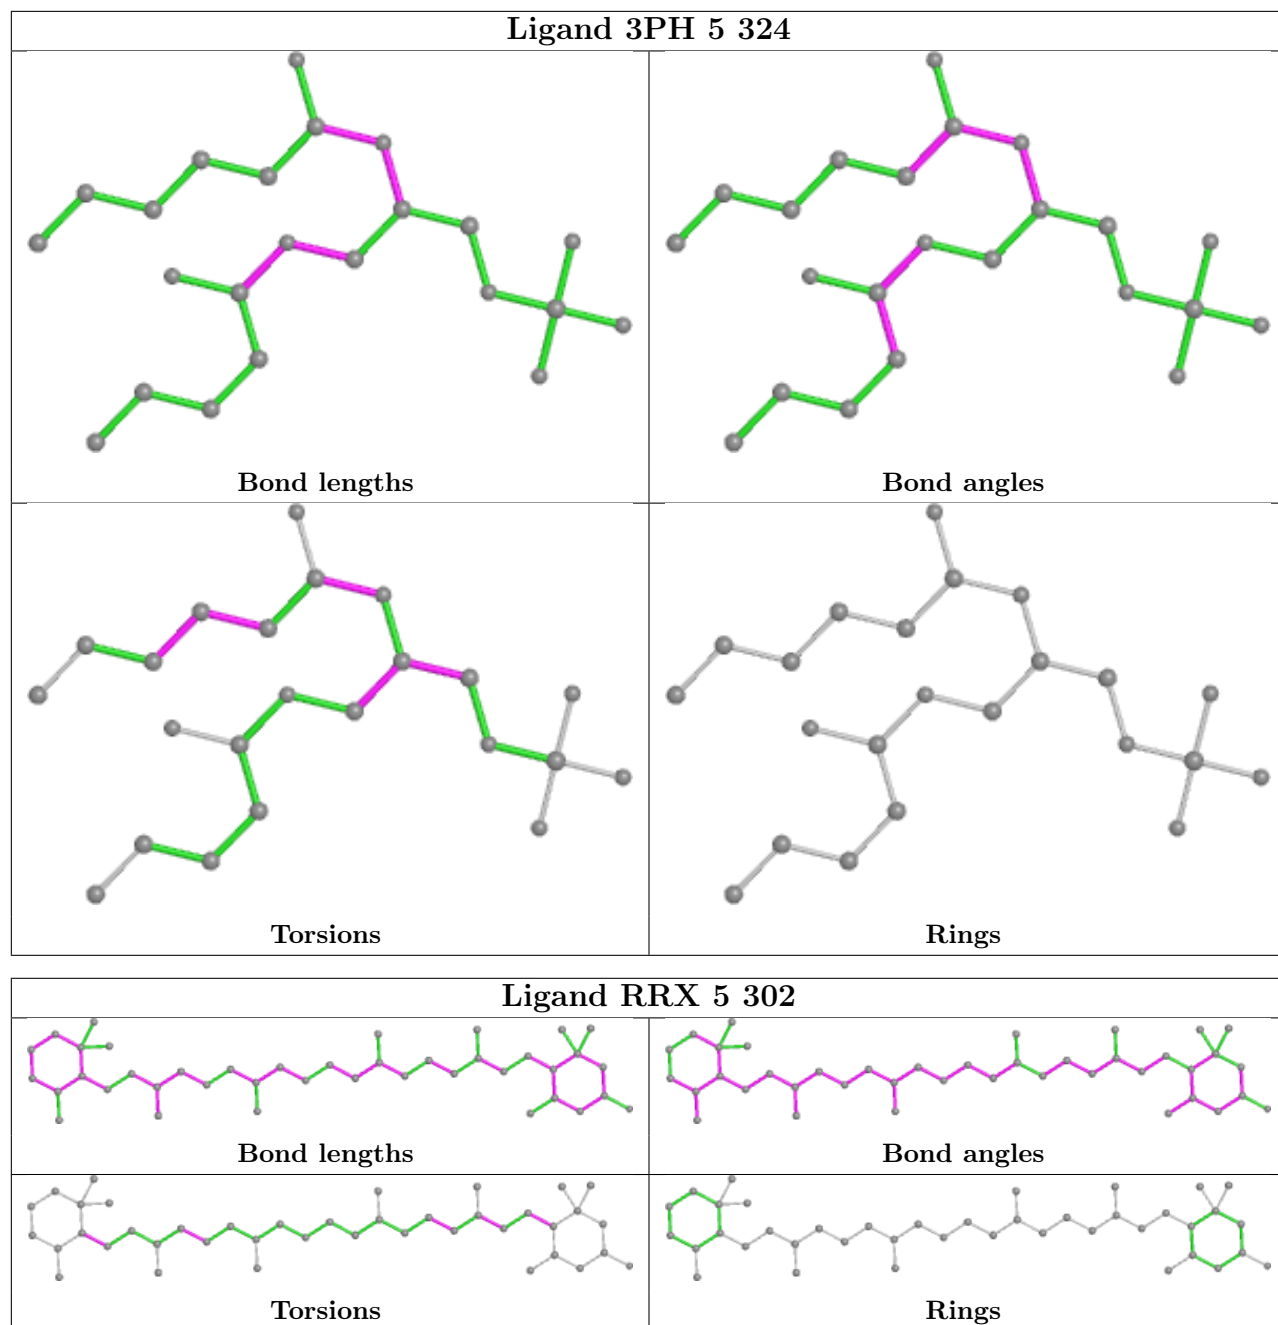 Ligand 3PH 5 324
Bond lengths
Bond angles
Torsions
Rings
Ligand RRX 5 302
Bond lengths
Bond angles
Torsions
Rings